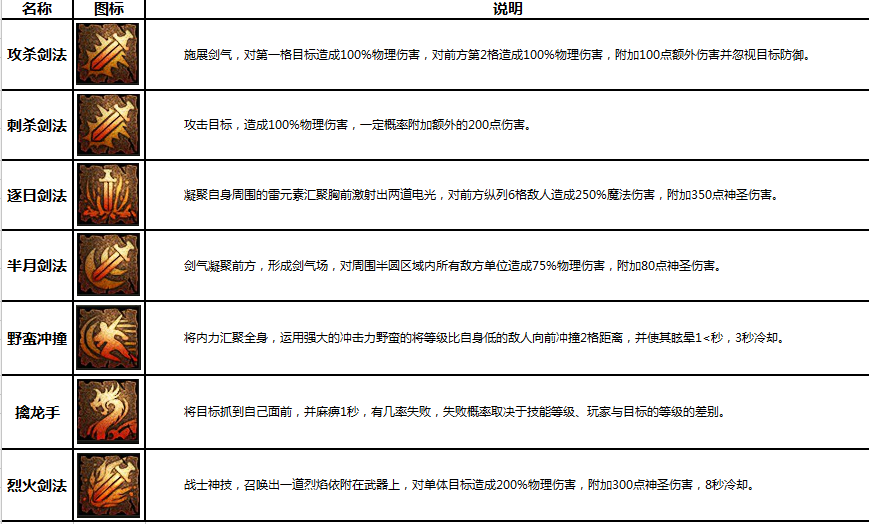 名称 图标 说明
攻杀剑法 施展剑气，对第一格目标造成100%物理伤害，对前方第2格造成100%物理伤害，附加100点额外伤害并忽视目标防御。
刺杀剑法 攻击目标，造成100%物理伤害，一定概率附加额外的200点伤害。
逐日剑法 凝聚自身周围的雷元素汇聚胸前激射出两道电光，对前方纵列6格敌人造成250%魔法伤害，附加350点神圣伤害。
半月剑法 剑气凝聚前方，形成剑气场，对周围半圆区域内所有敌方单位造成75%物理伤害，附加80点神圣伤害。
野蛮冲撞 将内力汇聚全身，运用强大的冲击力野蛮的将等级比自身低的敌人向前冲撞2格距离，并使其眩晕1<秒，3秒冷却。
擒龙手 将目标抓到自己面前，并麻痹1秒，有几率失败，失败概率取决于技能等级、玩家与目标的等级的差别。
烈火剑法 战士神技，召唤出一道烈焰依附在武器上，对单体目标造成200%物理伤害，附加300点神圣伤害，8秒冷却。